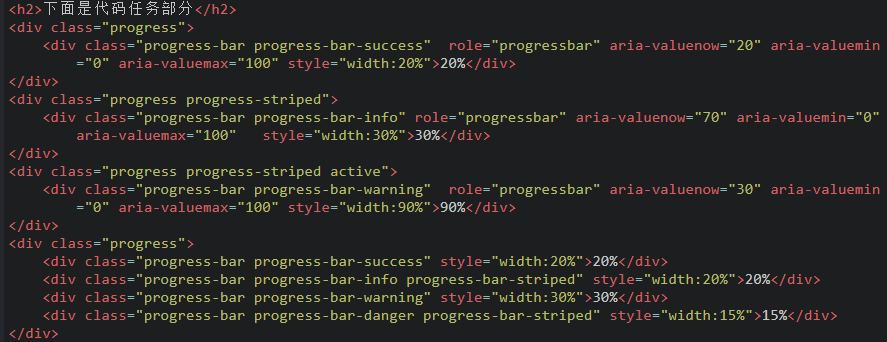 <h2>下面是代码任务部分</h2>
<div class="progress">
    <div class="progress-bar progress-bar-success"  role="progressbar" aria-valuenow="20" aria-valuemin
        ="0" aria-valuemax="100" style="width:20%">20%</div>
</div>
<div class="progress progress-striped">
    <div class="progress-bar progress-bar-info" role="progressbar" aria-valuenow="70" aria-valuemin="0"
        aria-valuemax="100"   style="width:30%">30%</div>
</div>
<div class="progress progress-striped active">
    <div class="progress-bar progress-bar-warning"  role="progressbar" aria-valuenow="30" aria-valuemin
        ="0" aria-valuemax="100" style="width:90%">90%</div>
</div>
<div class="progress">
    <div class="progress-bar progress-bar-success" style="width:20%">20%</div>
    <div class="progress-bar progress-bar-info progress-bar-striped" style="width:20%">20%</div>
    <div class="progress-bar progress-bar-warning" style="width:30%">30%</div>
    <div class="progress-bar progress-bar-danger progress-bar-striped" style="width:15%">15%</div>
</div>